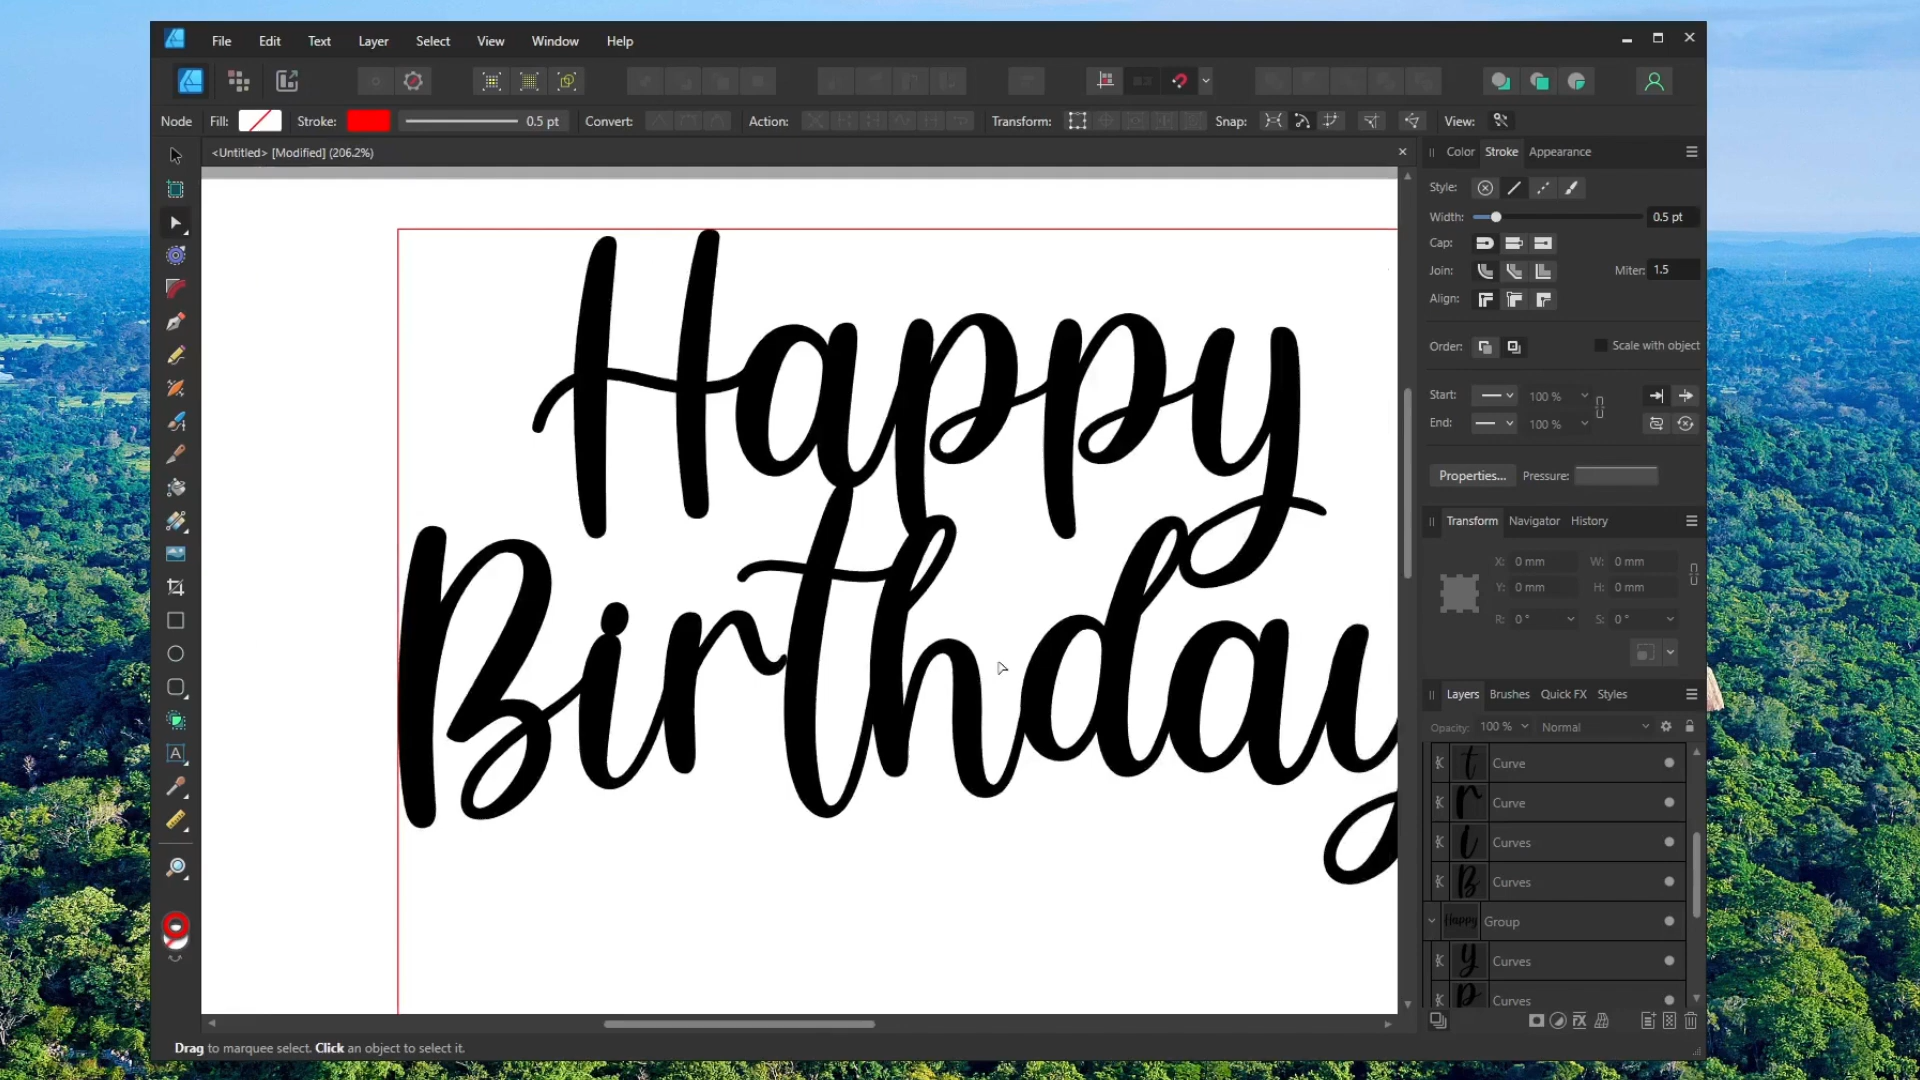 File Edit Text Layer Select View Window Help
Node Fill: Stroke: 0.5 pt Convert: Action: Transform: Snap: View:
<Untitled> [Modified] (206.2%)
Color Stroke Appearance
Style:
Width: 0.5 pt
Cap:
Join: Miter: 1.5
Align:
Order: Scale with object
Start: 100 %
End: 100 %
Properties... Pressure:
Transform Navigator History
X: 0 mm W: 0 mm
Y: 0 mm H: 0 mm
R: 0 ° S: 0 °
Layers Brushes Quick FX Styles
Opacity: 100 % Normal
t Curve
r Curve
i Curves
B Curves
Happy Group
y Curves
p Curves
Happy
Birthday
Drag to marquee select. Click an object to select it.